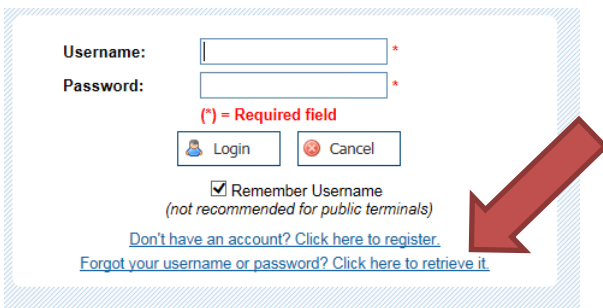 Username: *
Password: *
(*) = Required field
Login Cancel
Remember Username
(not recommended for public terminals)
Don't have an account? Click here to register.
Forgot your username or password? Click here to retrieve it.